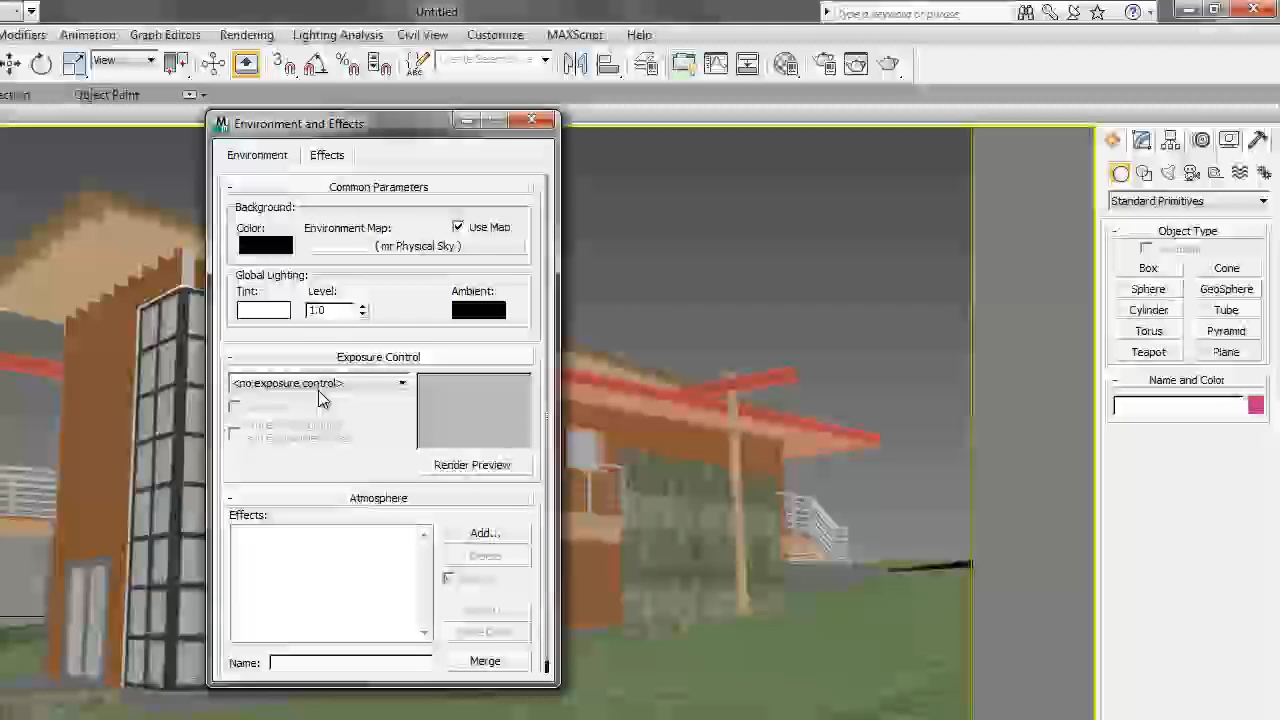 Untitled
Type a keyword or phrase
Modifiers Animation Graph Editors Rendering Lighting Analysis Civil View Customize MAXScript Help
View
ection Object Paint
Environment and Effects
Environment Effects
- Common Parameters
Background:
Color: Environment Map: Use Map
( mr Physical Sky )
Global Lighting:
Tint: Level: Ambient:
1.0
- Exposure Control
<no exposure control>
Render Preview
- Atmosphere
Effects:
Add...
Delete
Merge
Name:
Standard Primitives
- Object Type
Box Cone
Sphere GeoSphere
Cylinder Tube
Torus Pyramid
Teapot Plane
- Name and Color